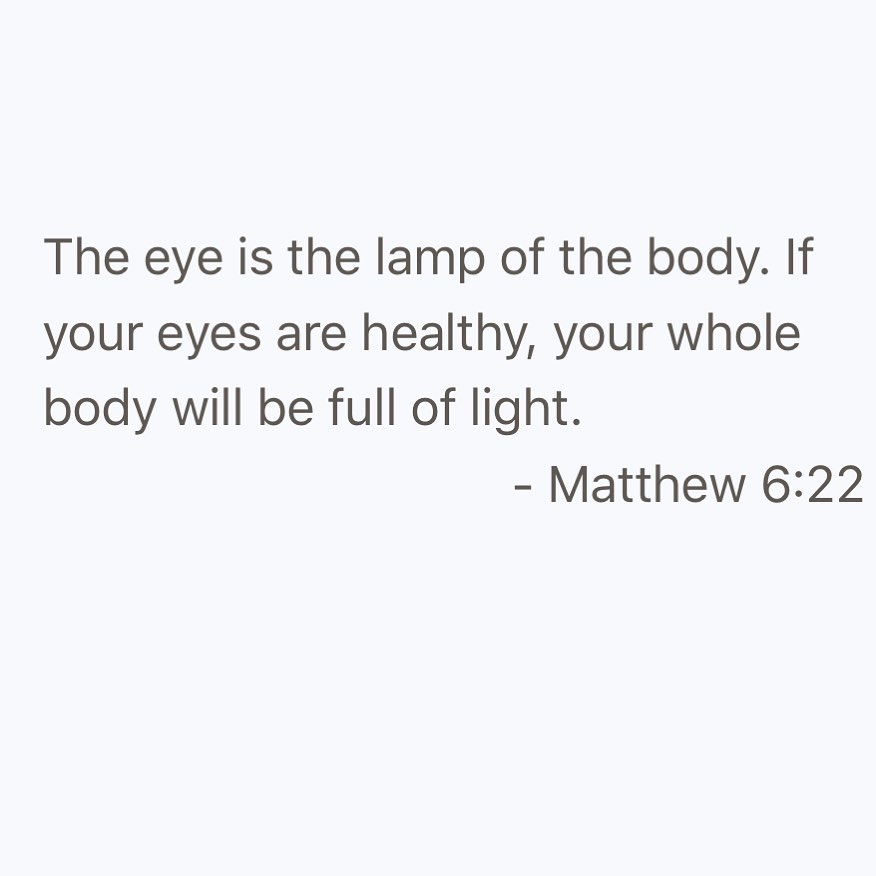 The eye is the lamp of the body. If
your eyes are healthy, your whole
body will be full of light.
- Matthew 6:22